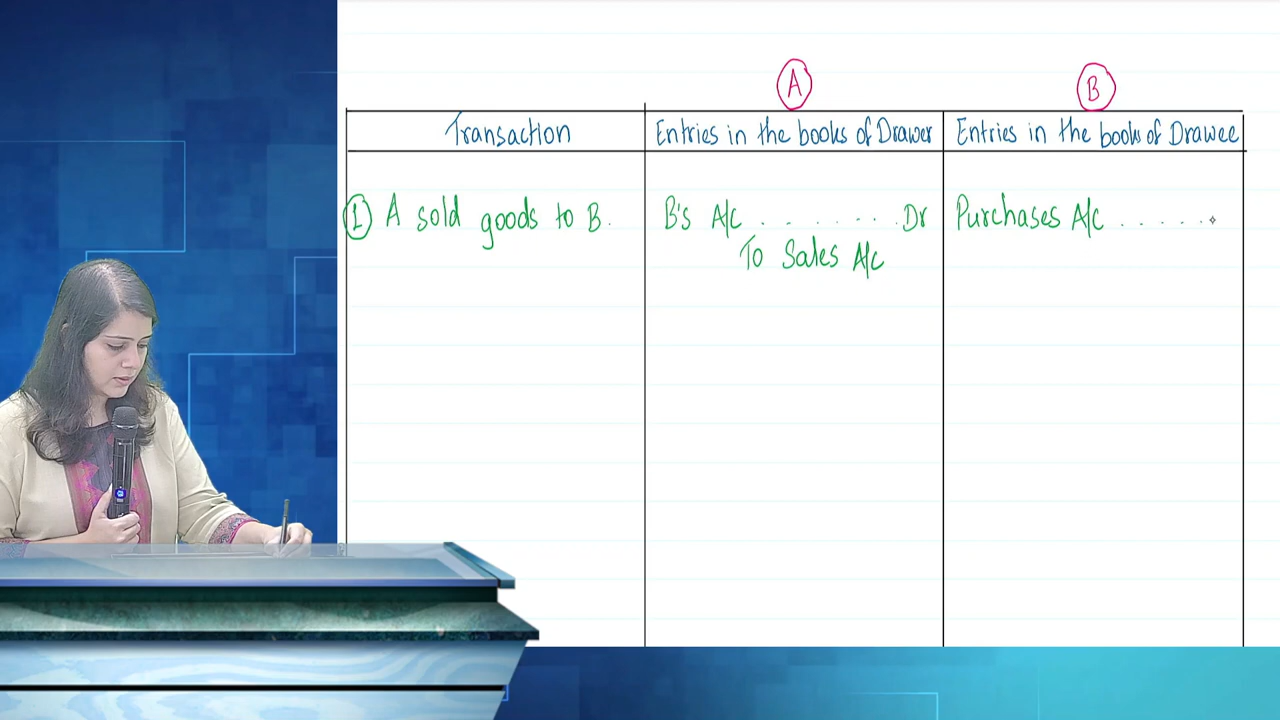 A
B
Transaction
Entries in the books of Drawer
Entries in the books of Drawee
1 A sold goods to B.
B's A/c ........ Dr
To Sales A/c
Purchases A/c ......